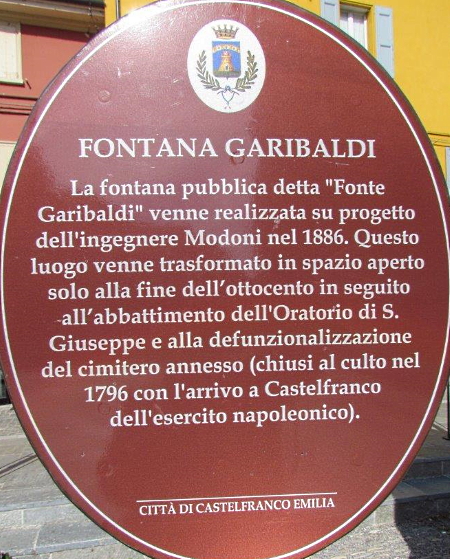 FONTANA GARIBALDI
La fontana pubblica detta "Fonte
Garibaldi" venne realizzata su progetto
dell'ingegnere Modoni nel 1886. Questo
luogo venne trasformato in spazio aperto
solo alla fine dell’ottocento in seguito
all’abbattimento dell'Oratorio di S.
Giuseppe e alla defunzionalizzazione
del cimitero annesso (chiusi al culto nel
1796 con l'arrivo a Castelfranco
dell'esercito napoleonico).
CITTÀ DI CASTELFRANCO EMILIA